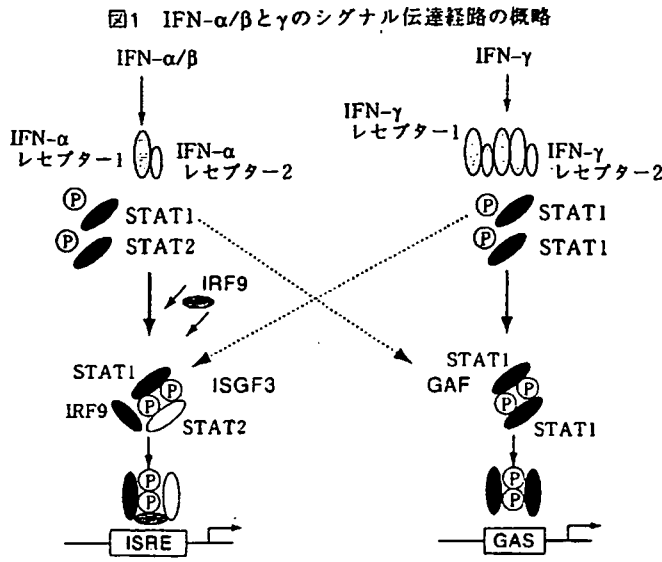 図1 IFN-α/βとγのシグナル伝達経路の概略
IFN-α/β
IFN-α
レセプター1
IFN-α
レセプター2
Ⓟ
STAT1
Ⓟ
STAT2
IRF9
STAT1
ISGF3
Ⓟ
Ⓟ
IRF9
STAT2
Ⓟ
Ⓟ
ISRE
IFN-γ
IFN-γ
レセプター1
IFN-γ
レセプター2
Ⓟ
STAT1
Ⓟ
STAT1
STAT1
GAF
Ⓟ
Ⓟ
STAT1
Ⓟ
Ⓟ
GAS